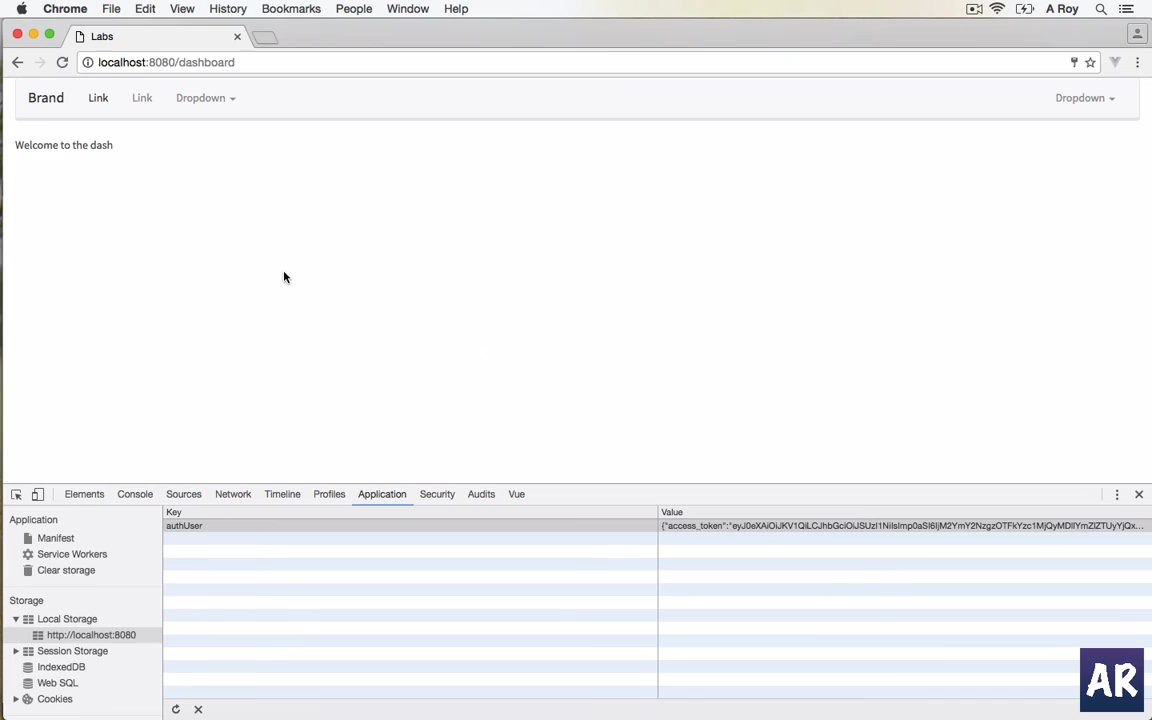 Chrome File Edit View History Bookmarks People Window Help A Roy
Labs
localhost:8080/dashboard
Brand Link Link Dropdown Dropdown
Welcome to the dash
Elements Console Sources Network Timeline Profiles Application Security Audits Vue
Application
Manifest
Service Workers
Clear storage
Storage
Local Storage
http://localhost:8080
Session Storage
IndexedDB
Web SQL
Cookies
Key Value
authUser
AR